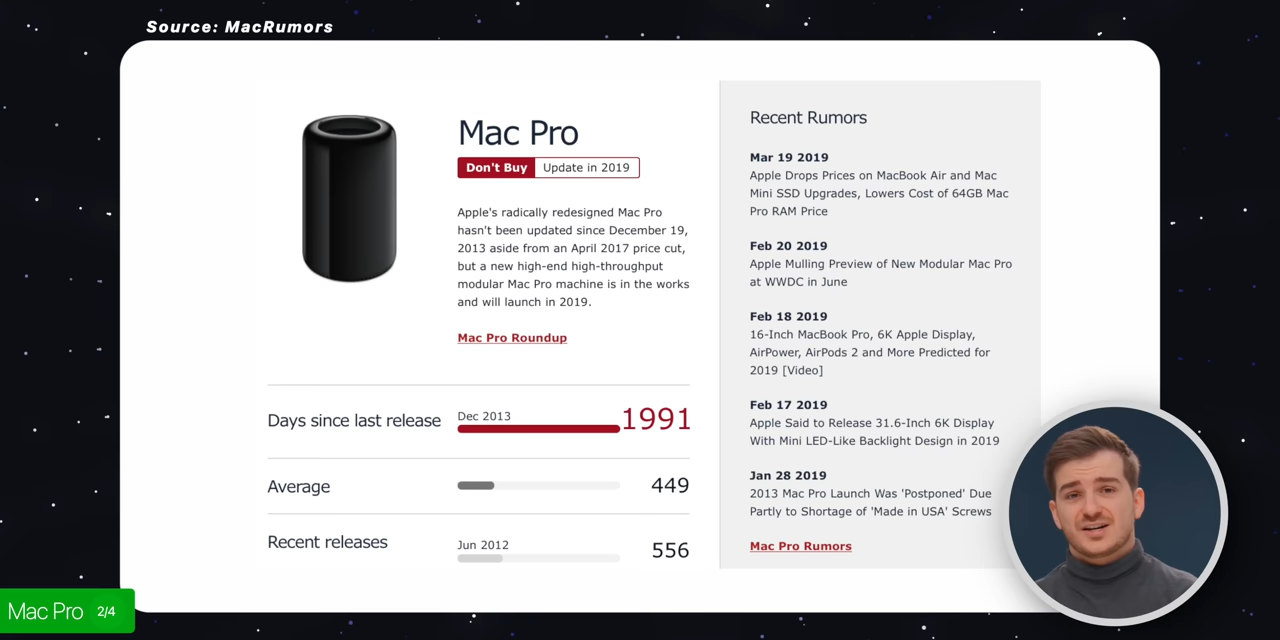 Source: MacRumors
Mac Pro
Don't Buy Update in 2019
Apple's radically redesigned Mac Pro
hasn't been updated since December 19,
2013 aside from an April 2017 price cut,
but a new high-end high-throughput
modular Mac Pro machine is in the works
and will launch in 2019.
Mac Pro Roundup
Days since last release Dec 2013 1991
Average 449
Recent releases Jun 2012 556
Recent Rumors
Mar 19 2019
Apple Drops Prices on MacBook Air and Mac
Mini SSD Upgrades, Lowers Cost of 64GB Mac
Pro RAM Price
Feb 20 2019
Apple Mulling Preview of New Modular Mac Pro
at WWDC in June
Feb 18 2019
16-Inch MacBook Pro, 6K Apple Display,
AirPower, AirPods 2 and More Predicted for
2019 [Video]
Feb 17 2019
Apple Said to Release 31.6-Inch 6K Display
With Mini LED-Like Backlight Design in 2019
Jan 28 2019
2013 Mac Pro Launch Was 'Postponed' Due
Partly to Shortage of 'Made in USA' Screws
Mac Pro Rumors
Mac Pro 2/4